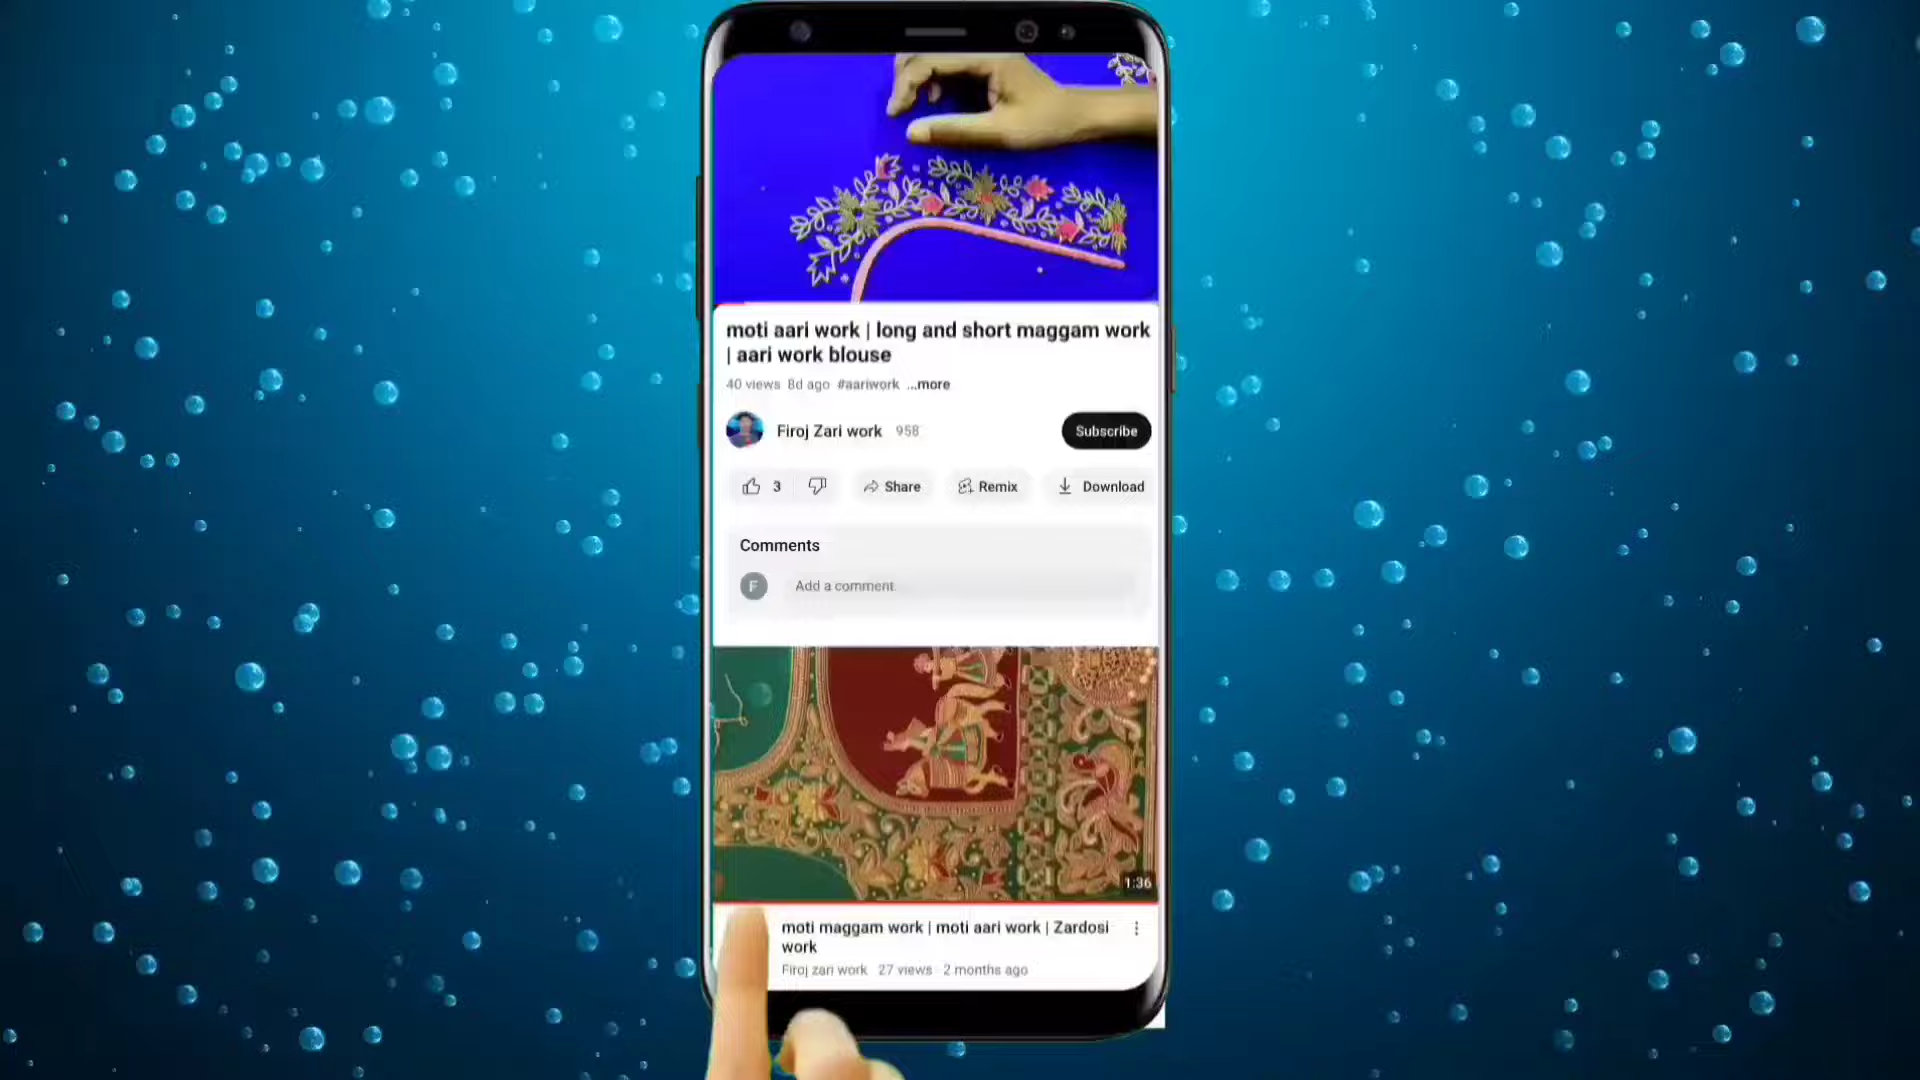 moti aari work | long and short maggam work
| aari work blouse
40 views 8d ago #aariwork ...more
Firoj Zari work 958
Subscribe
3
Share
Remix
Download
Comments
F
Add a comment.
1:36
moti maggam work | moti aari work | Zardosi
work
Firoj zari work 27 views 2 months ago